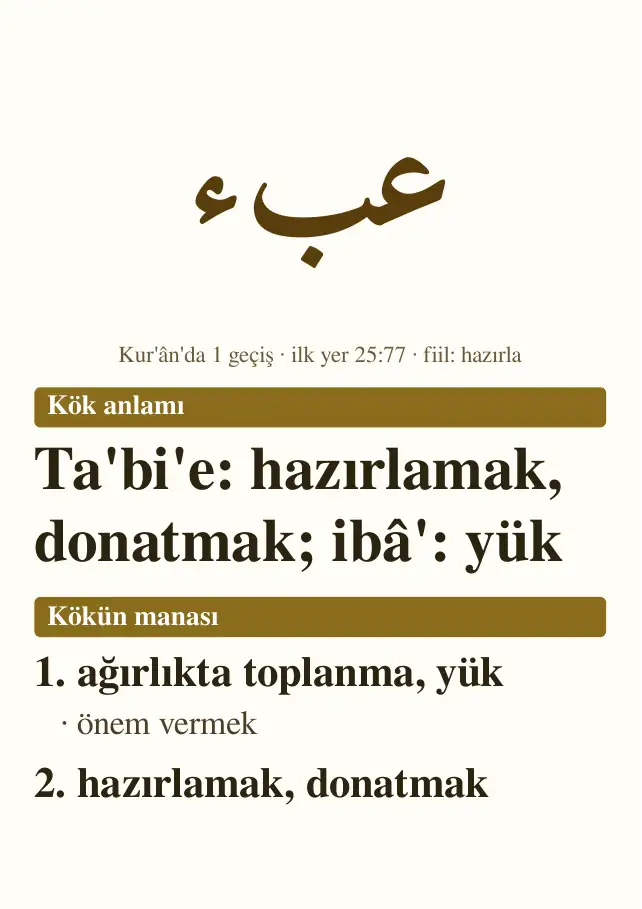 عبء
Kur'ân'da 1 geçiş · ilk yer 25:77 · fiil: hazırla
Kök anlamı
Ta'bi'e: hazırlamak,
donatmak; ibâ': yük
Kökün manası
1. ağırlıkta toplanma, yük
· önem vermek
2. hazırlamak, donatmak